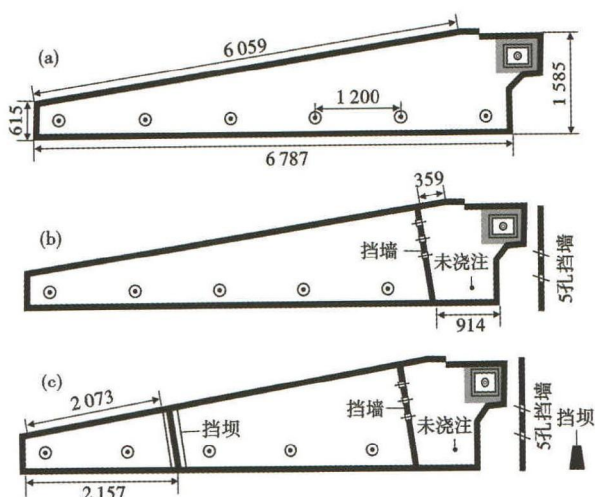 (a)
6 059
615
1 200
1 585
6 787
(b)
359
挡墙
未浇注
5孔挡墙
914
(c)
2 073
挡坝
挡墙
未浇注
5孔挡墙
挡坝
2 157